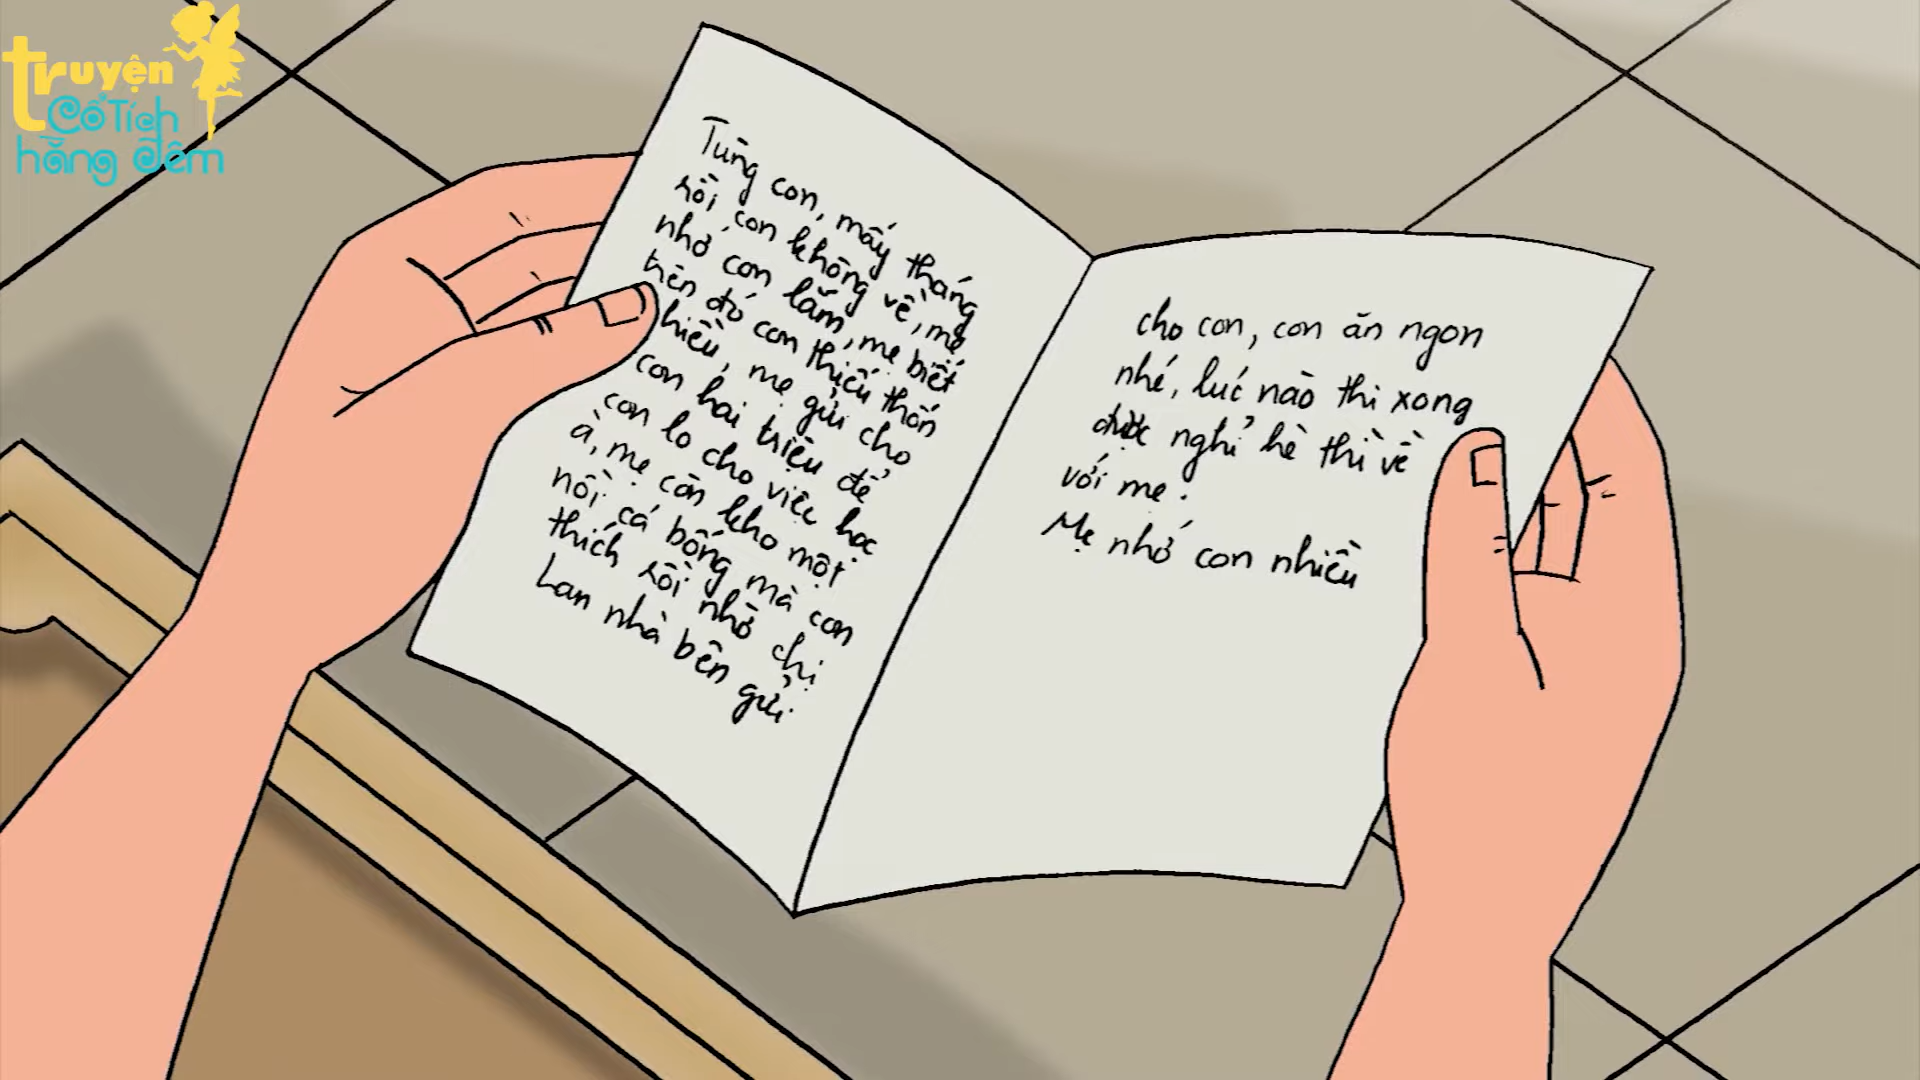 truyện
Cổ Tích
hằng đêm
Tùng con, mấy tháng
rồi con không về, mẹ
nhớ con lắm, mẹ biết
trên đó con thiếu thốn
nhiều, mẹ gửi cho
con hai triệu để
con lo cho việc học
à, mẹ còn kho một
nồi cá bống mà con
thích rồi nhờ chị
Lan nhà bên gửi
cho con, con ăn ngon
nhé, lúc nào thi xong
được nghỉ hè thì về
với mẹ.
Mẹ nhớ con nhiều